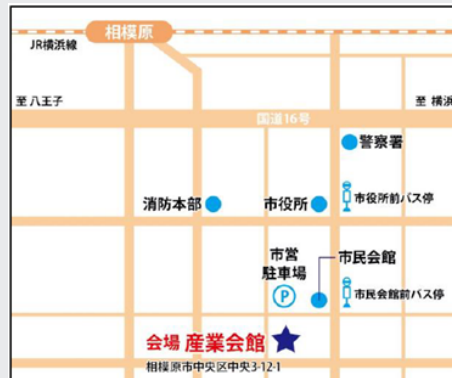 相模原
JR横浜線
至 八王子
至 横浜
国道16号
警察署
消防本部
市役所
市役所前バス停
市営
駐車場
市民会館
P
市民会館前バス停
会場 産業会館
相模原市中央区中央3-12-1